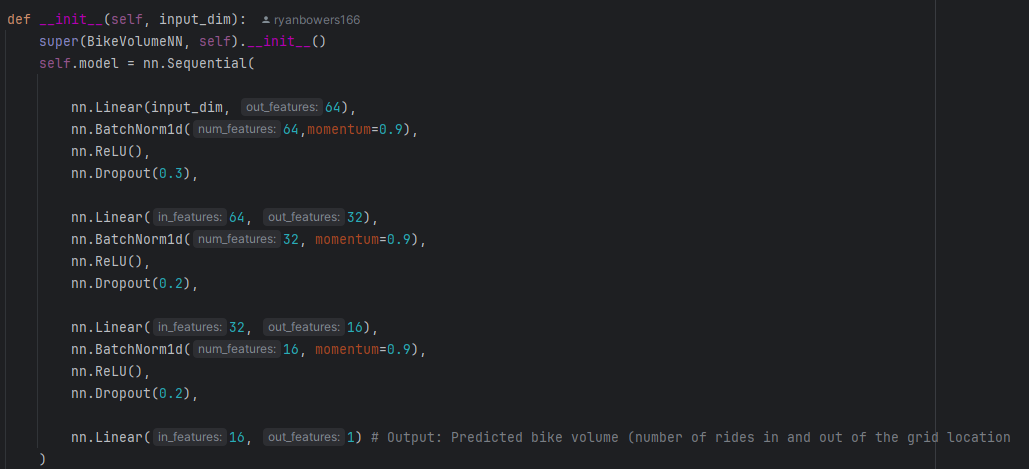 def __init__(self, input_dim): ryanbowers166
super(BikeVolumeNN, self).__init__()
self.model = nn.Sequential(
nn.Linear(input_dim, out_features: 64),
nn.BatchNorm1d(num_features: 64,momentum=0.9),
nn.ReLU(),
nn.Dropout(0.3),
nn.Linear(in_features: 64, out_features: 32),
nn.BatchNorm1d(num_features: 32, momentum=0.9),
nn.ReLU(),
nn.Dropout(0.2),
nn.Linear(in_features: 32, out_features: 16),
nn.BatchNorm1d(num_features: 16, momentum=0.9),
nn.ReLU(),
nn.Dropout(0.2),
nn.Linear(in_features: 16, out_features: 1) # Output: Predicted bike volume (number of rides in and out of the grid location
)